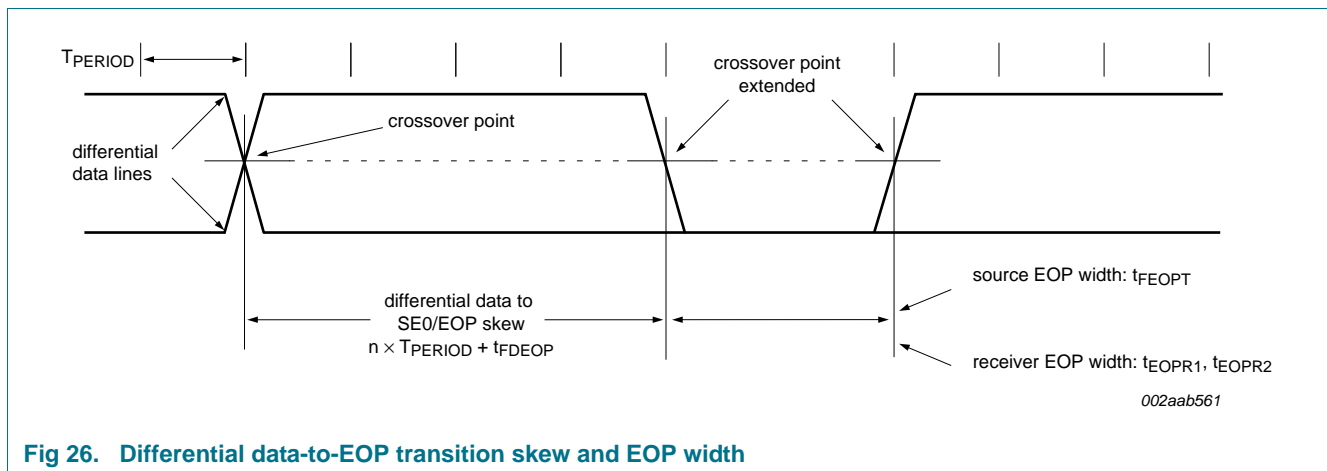 TPERIOD
crossover point
extended
crossover point
differential
data lines
differential data to
SE0/EOP skew
n × TPERIOD + tFDEOP
source EOP width: tFEOPT
receiver EOP width: tEOPR1, tEOPR2
002aab561
Fig 26. Differential data-to-EOP transition skew and EOP width